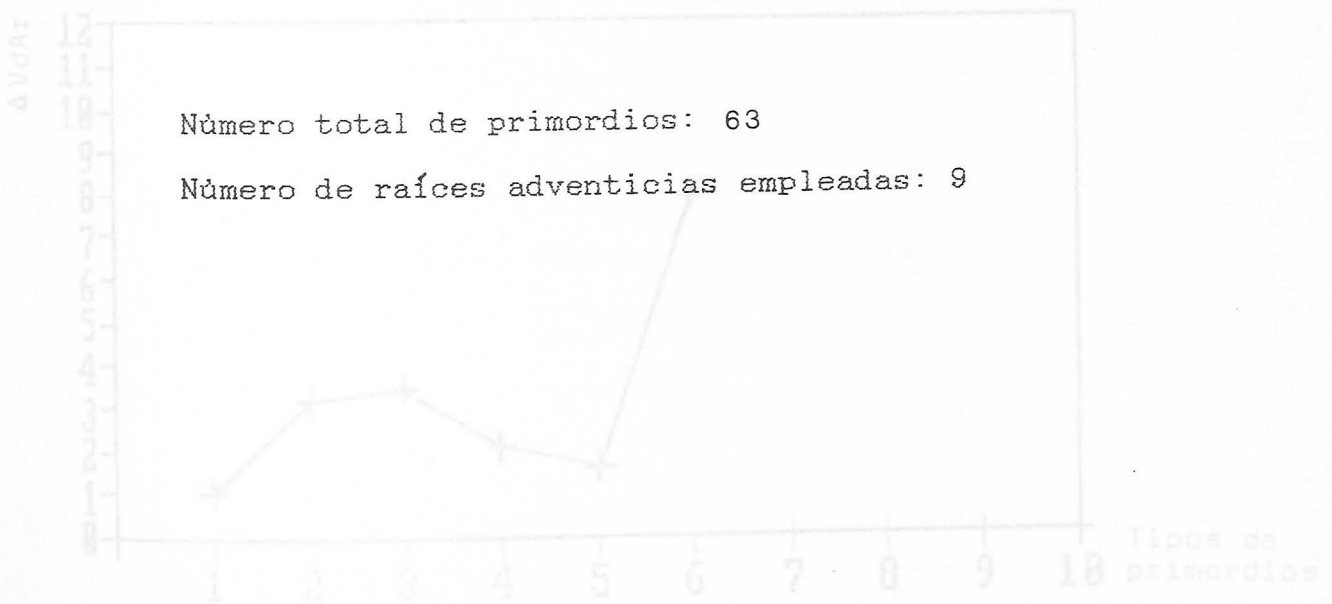 ΔVdAr
12
11
10
Número total de primordios: 63
9
Número de raíces adventicias empleadas: 9
8
7
6
5
4
3
2
1
0
1 2 3 4 5 6 7 8 9 10
Tipos de
primordios